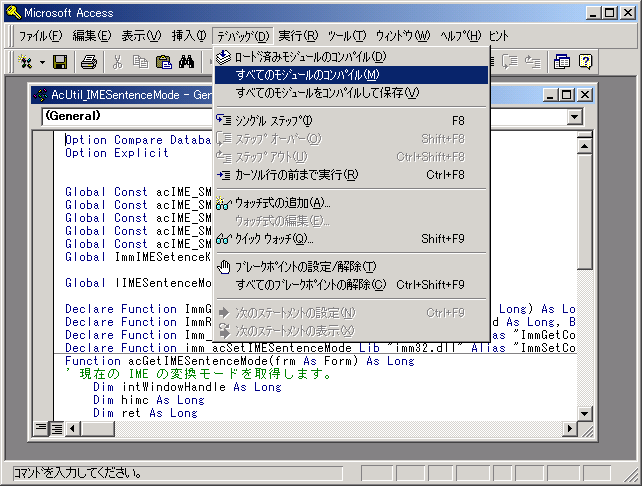 Microsoft Access
ﾌｧｲﾙ(F) 編集(E) 表示(V) 挿入(I) ﾃﾞﾊﾞｯｸﾞ(D) 実行(R) ﾂｰﾙ(T) ｳｨﾝﾄﾞｳ(W) ﾍﾙﾌﾟ(H) ﾋﾝﾄ
ﾛｰﾄﾞ済みﾓｼﾞｭｰﾙのｺﾝﾊﾟｲﾙ(D)
すべてのﾓｼﾞｭｰﾙのｺﾝﾊﾟｲﾙ(M)
すべてのﾓｼﾞｭｰﾙをｺﾝﾊﾟｲﾙして保存(V)
ｼﾝｸﾞﾙ ｽﾃｯﾌﾟ(I) F8
ｽﾃｯﾌﾟ ｵｰﾊﾞｰ(O) Shift+F8
ｽﾃｯﾌﾟ ｱｳﾄ(U) Ctrl+Shift+F8
ｶｰｿﾙ行の前まで実行(R) Ctrl+F8
ｳｫｯﾁ式の追加(A)...
ｳｫｯﾁ式の編集(E)...
ｸｲｯｸ ｳｫｯﾁ(Q)... Shift+F9
ﾌﾞﾚｰｸﾎﾟｲﾝﾄの設定/解除(T)
すべてのﾌﾞﾚｰｸﾎﾟｲﾝﾄの解除(C) Ctrl+Shift+F9
次のｽﾃｰﾄﾒﾝﾄの設定(N) Ctrl+F9
次のｽﾃｰﾄﾒﾝﾄの表示(X)
AcUtil_IMESentenceMode - Gen
(General)
Option Compare Databa
Option Explicit
Global Const acIME_SM
Global Const acIME_SM
Global Const acIME_SM
Global Const acIME_SM
Global ImmIMESeteceK
Global lIMESentenceMo
Declare Function ImmG Long) As Lo
Declare Function ImmR d As Long, B
Declare Function Imm_ s "ImmGetCo
Declare Function imm_acSetIMESentenceMode Lib "imm32.dll" Alias "ImmSetCo
Function acGetIMESentenceMode(frm As Form) As Long
' 現在の IME の変換モードを取得します。
Dim intWindowHandle As Long
Dim himc As Long
Dim ret As Long
ｺﾏﾝﾄﾞを入力してください。